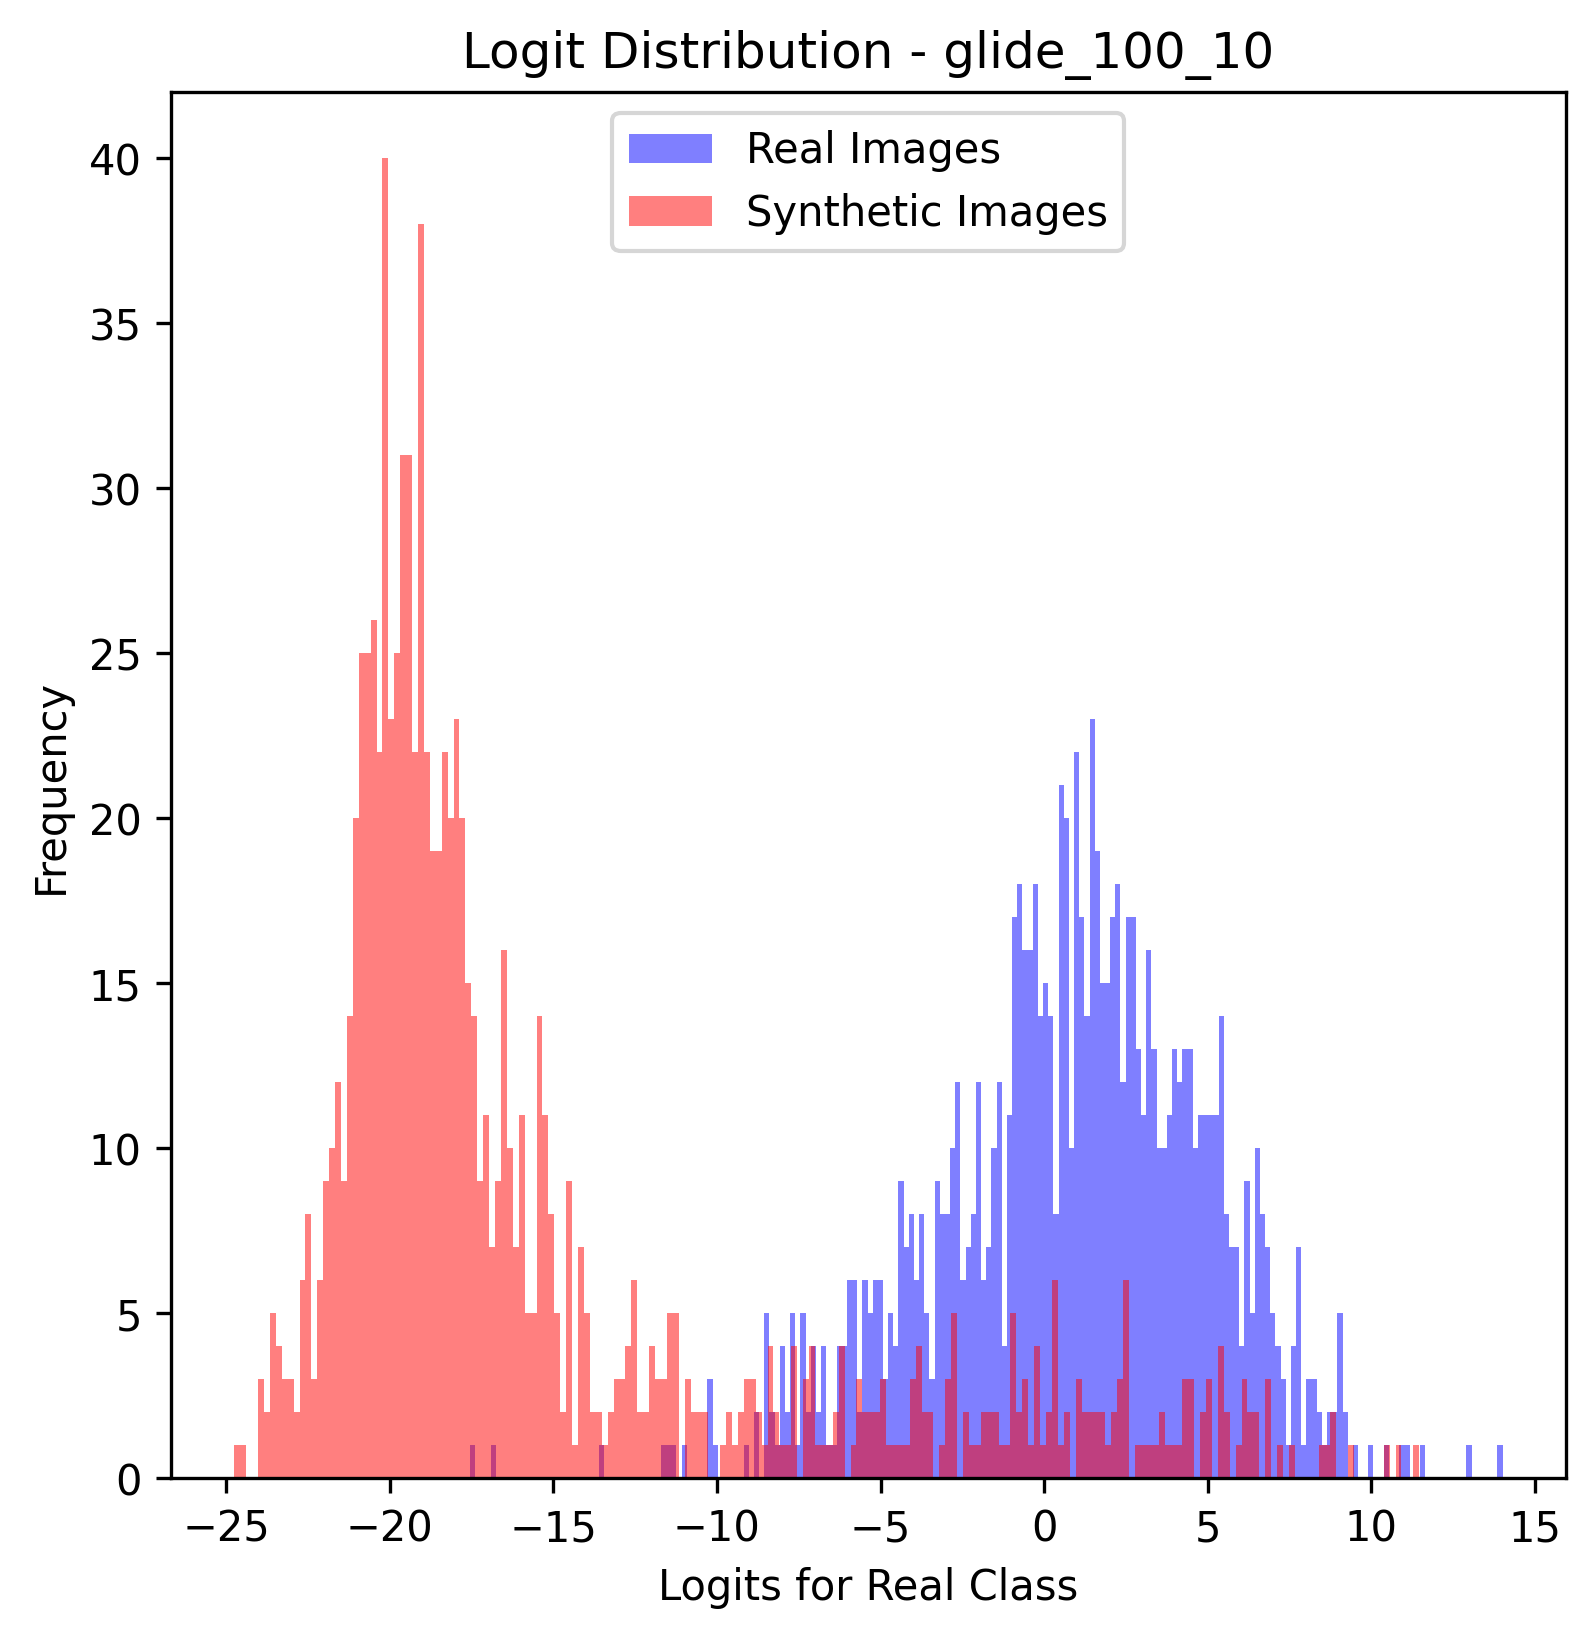 Logit Distribution - glide_100_10
Real Images
Synthetic Images
40
35
30
25
20
15
10
5
0
Frequency
−25 −20 −15 −10 −5 0 5 10 15
Logits for Real Class